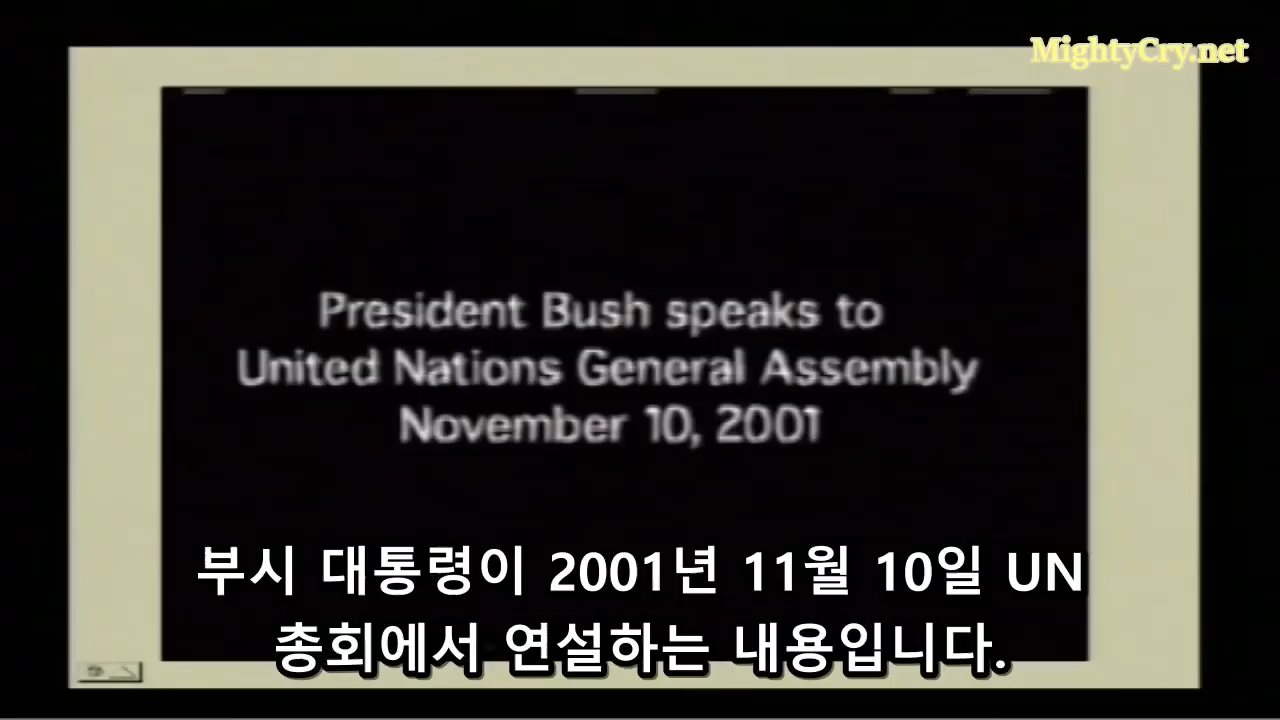 MightyCry.net
President Bush speaks to
United Nations General Assembly
November 10, 2001
부시 대통령이 2001년 11월 10일 UN
총회에서 연설하는 내용입니다.